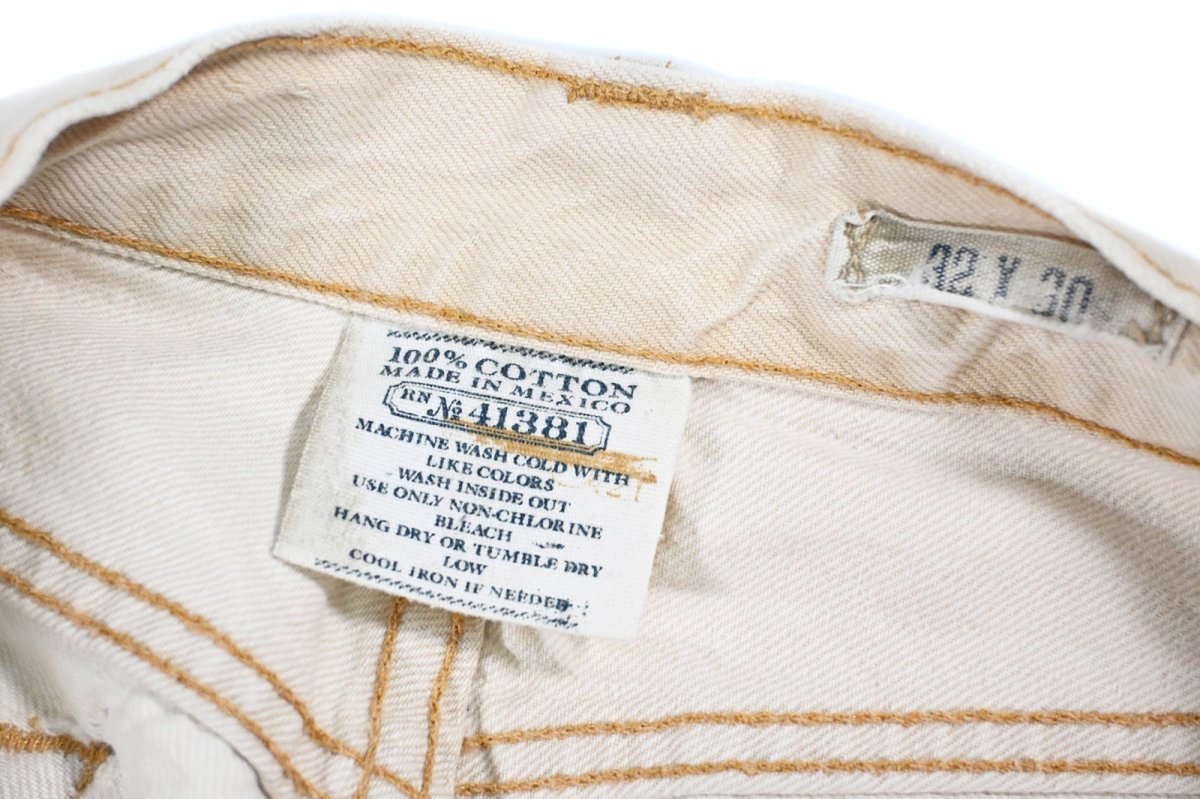 32 X 30
100% COTTON
MADE IN MEXICO
RN № 41381
MACHINE WASH COLD WITH
LIKE COLORS
WASH INSIDE OUT
USE ONLY NON-CHLORINE
BLEACH
HANG DRY OR TUMBLE DRY
LOW
COOL IRON IF NEEDED